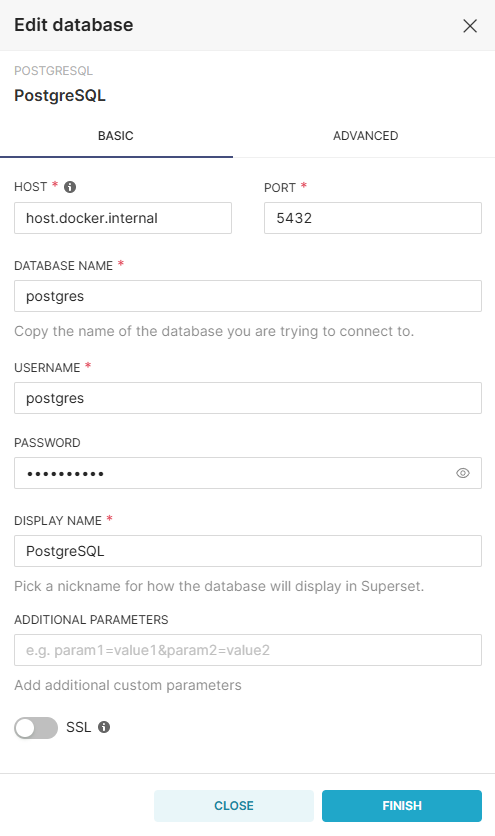 Edit database
POSTGRESQL
PostgreSQL
BASIC ADVANCED
HOST * PORT *
host.docker.internal 5432
DATABASE NAME *
postgres
Copy the name of the database you are trying to connect to.
USERNAME *
postgres
PASSWORD
••••••••••
DISPLAY NAME *
PostgreSQL
Pick a nickname for how the database will display in Superset.
ADDITIONAL PARAMETERS
e.g. param1=value1&param2=value2
Add additional custom parameters
SSL
CLOSE FINISH